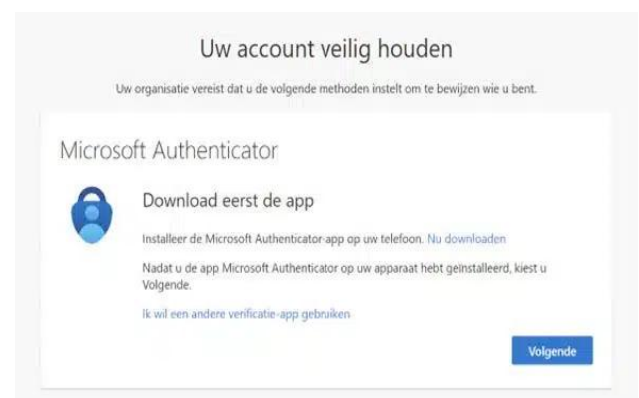 Uw account veilig houden
Uw organisatie vereist dat u de volgende methoden instelt om te bewijzen wie u bent.
Microsoft Authenticator
Download eerst de app
Installeer de Microsoft Authenticator-app op uw telefoon. Nu downloaden
Nadat u de app Microsoft Authenticator op uw apparaat hebt geïnstalleerd, kiest u
Volgende.
Ik wil een andere verificatie-app gebruiken
Volgende